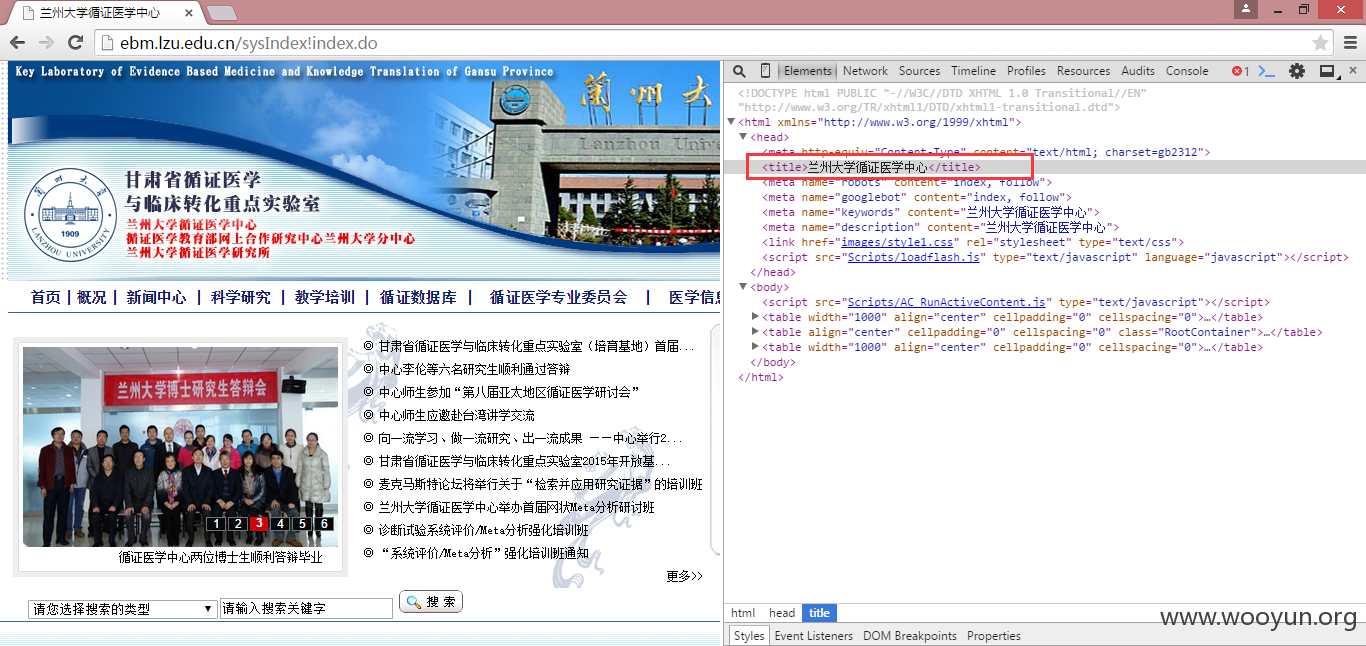 兰州大学循证医学中心
ebm.lzu.edu.cn/sysIndex!index.do
Key Laboratory of Evidence Based Medicine and Knowledge Translation of Gansu Province
兰 州 大
Lanzhou Unive
兰 州 大 学
LANZHOU UNIVERSITY
1909
甘肃省循证医学
与临床转化重点实验室
兰州大学循证医学中心
循证医学教育部网上合作研究中心兰州大学分中心
兰州大学循证医学研究所
首页 | 概况 | 新闻中心 | 科学研究 | 教学培训 | 循证数据库 | 循证医学专业委员会 | 医学信息
兰州大学博士研究生答辩会
1 2 3 4 5 6
循证医学中心两位博士生顺利答辩毕业
甘肃省循证医学与临床转化重点实验室（培育基地）首届...
中心李伦等六名研究生顺利通过答辩
中心师生参加“第八届亚太地区循证医学研讨会”
中心师生应邀赴台湾讲学交流
向一流学习、做一流研究、出一流成果 －－中心举行2...
甘肃省循证医学与临床转化重点实验室2015年开放基...
麦克马斯特论坛将举行关于“检索并应用研究证据”的培训班
兰州大学循证医学中心举办首届网状Meta分析研讨班
诊断试验系统评价/Meta分析强化培训班
“系统评价/Meta分析”强化培训班通知
更多>>
请您选择搜索的类型 请输入搜索关键字 搜 索
Elements Network Sources Timeline Profiles Resources Audits Console 1
<!DOCTYPE html PUBLIC "-//W3C//DTD XHTML 1.0 Transitional//EN"
"http://www.w3.org/TR/xhtml1/DTD/xhtml1-transitional.dtd">
<html xmlns="http://www.w3.org/1999/xhtml">
<head>
<meta http-equiv="Content-Type" content="text/html; charset=gb2312">
<title>兰州大学循证医学中心</title>
<meta name="robots" content="index, follow">
<meta name="googlebot" content="index, follow">
<meta name="keywords" content="兰州大学循证医学中心">
<meta name="description" content="兰州大学循证医学中心">
<link href="images/style1.css" rel="stylesheet" type="text/css">
<script src="Scripts/loadflash.js" type="text/javascript" language="javascript"></script>
</head>
<body>
<script src="Scripts/AC_RunActiveContent.js" type="text/javascript"></script>
<table width="1000" align="center" cellpadding="0" cellspacing="0">…</table>
<table align="center" cellpadding="0" cellspacing="0" class="RootContainer">…</table>
<table width="1000" align="center" cellpadding="0" cellspacing="0">…</table>
</body>
</html>
html head title
www.wooyun.org
Styles Event Listeners DOM Breakpoints Properties